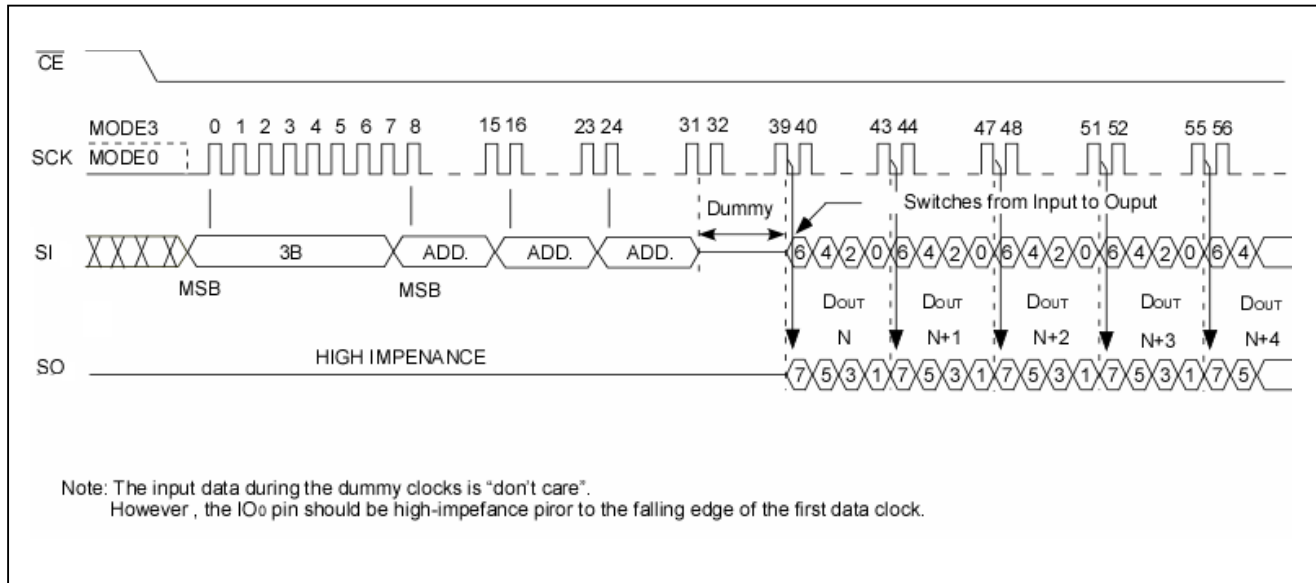 CE
MODE3 0 1 2 3 4 5 6 7 8 15 16 23 24 31 32 39 40 43 44 47 48 51 52 55 56
SCK MODE0
Dummy Switches from Input to Ouput
SI 3B ADD. ADD. ADD. 6 4 2 0 6 4 2 0 6 4 2 0 6 4 2 0 6 4
MSB MSB
DOUT DOUT DOUT DOUT DOUT
N N+1 N+2 N+3 N+4
HIGH IMPENANCE
SO 7 5 3 1 7 5 3 1 7 5 3 1 7 5 3 1 7 5
Note: The input data during the dummy clocks is “don't care”.
However , the IO0 pin should be high-impefance piror to the falling edge of the first data clock.